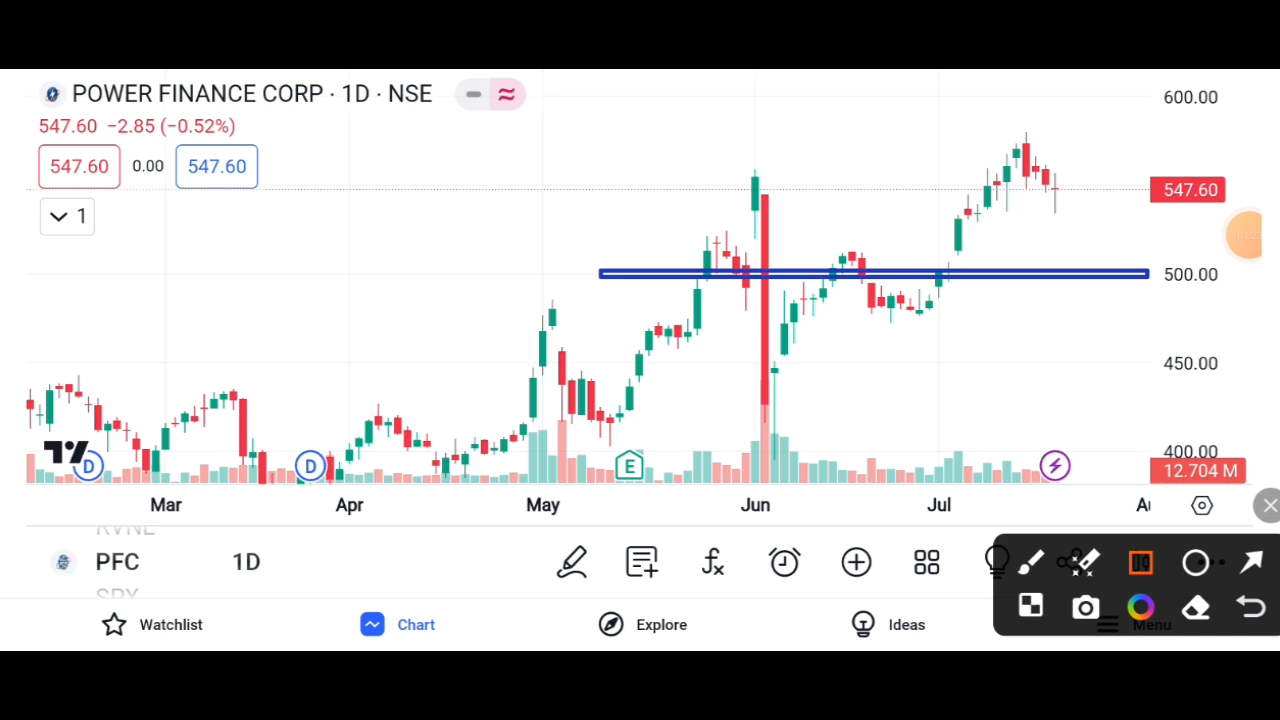 POWER FINANCE CORP · 1D · NSE
547.60 −2.85 (−0.52%)
547.60 0.00 547.60
1
600.00
547.60
500.00
450.00
400.00
12.704 M
D D E
Mar Apr May Jun Jul
RVNL
PFC 1D
SPY
Watchlist Chart Explore Ideas Menu